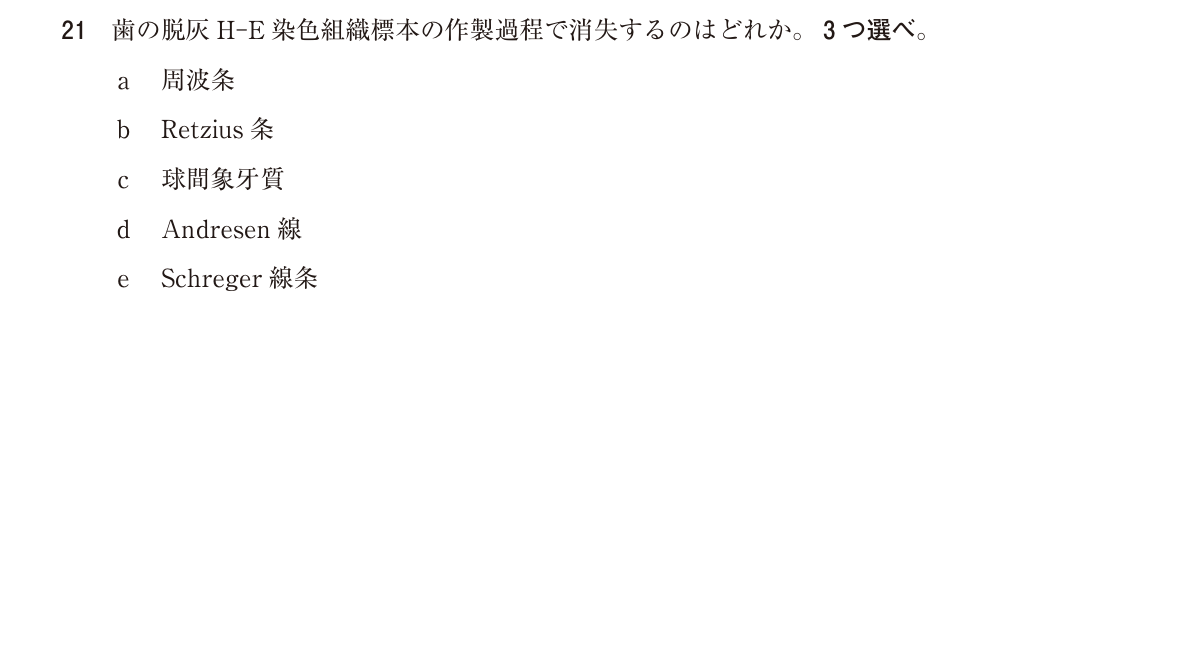 21 歯の脱灰 H-E 染色組織標本の作製過程で消失するのはどれか。 3 つ選べ。
a 周波条
b Retzius 条
c 球間象牙質
d Andresen 線
e Schreger 線条